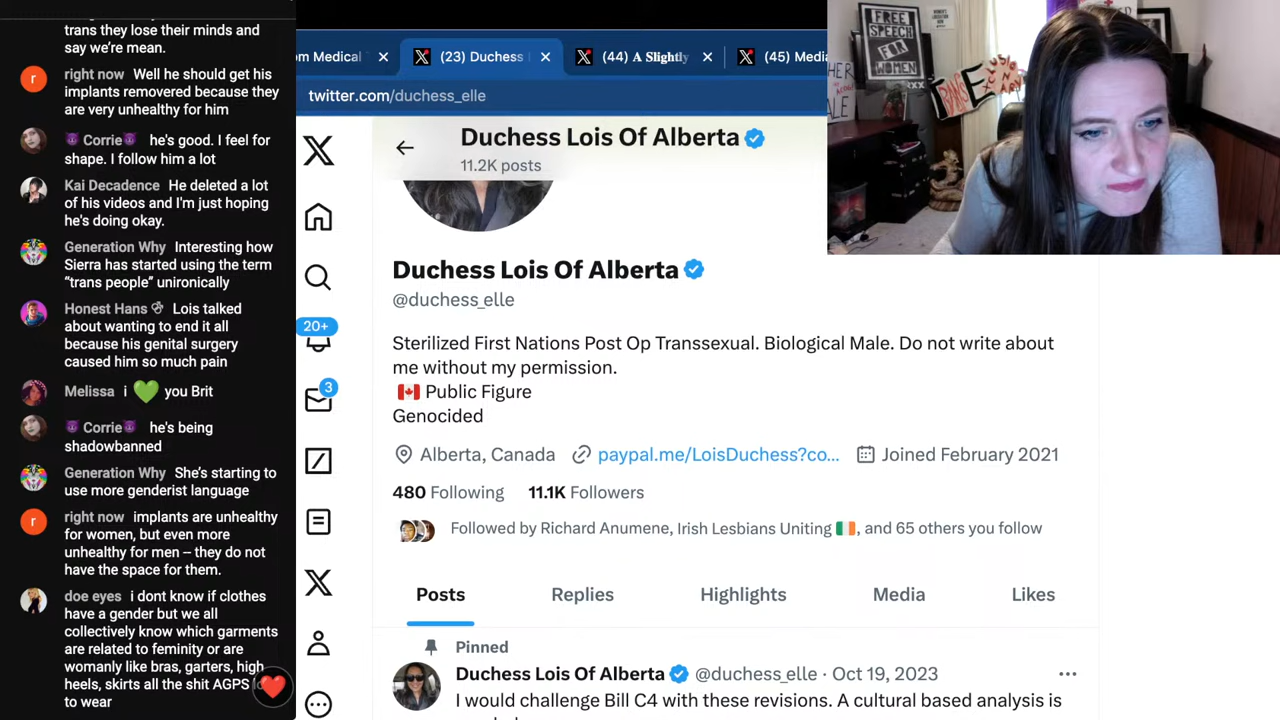 trans they lose their minds and
say we're mean.
right now Well he should get his
implants removed because they
are very unhealthy for him
Corrie he's good. I feel for
shape. I follow him a lot
Kai Decadence He deleted a lot
of his videos and I'm just hoping
he's doing okay.
Generation Why Interesting how
Sierra has started using the term
“trans people” unironically
Honest Hans Lois talked
about wanting to end it all
because his genital surgery
caused him so much pain
Melissa i you Brit
Corrie he's being
shadowbanned
Generation Why She's starting to
use more genderist language
right now implants are unhealthy
for women, but even more
unhealthy for men – they do not
have the space for them.
doe eyes i dont know if clothes
have a gender but we all
collectively know which garments
are related to feminity or are
womanly like bras, garters, high
heels, skirts all the shit AGPS
to wear
om Medical
(23) Duchess
(44) A Slightly
(45) Media
twitter.com/duchess_elle
Duchess Lois Of Alberta
11.2K posts
Duchess Lois Of Alberta
@duchess_elle
20+
3
Sterilized First Nations Post Op Transsexual. Biological Male. Do not write about
me without my permission.
Public Figure
Genocided
Alberta, Canada paypal.me/LoisDuchess?co... Joined February 2021
480 Following 11.1K Followers
Followed by Richard Anumene, Irish Lesbians Uniting, and 65 others you follow
Posts Replies Highlights Media Likes
Pinned
Duchess Lois Of Alberta @duchess_elle · Oct 19, 2023
I would challenge Bill C4 with these revisions. A cultural based analysis is
FREE
SPEECH
FOR
WOMEN